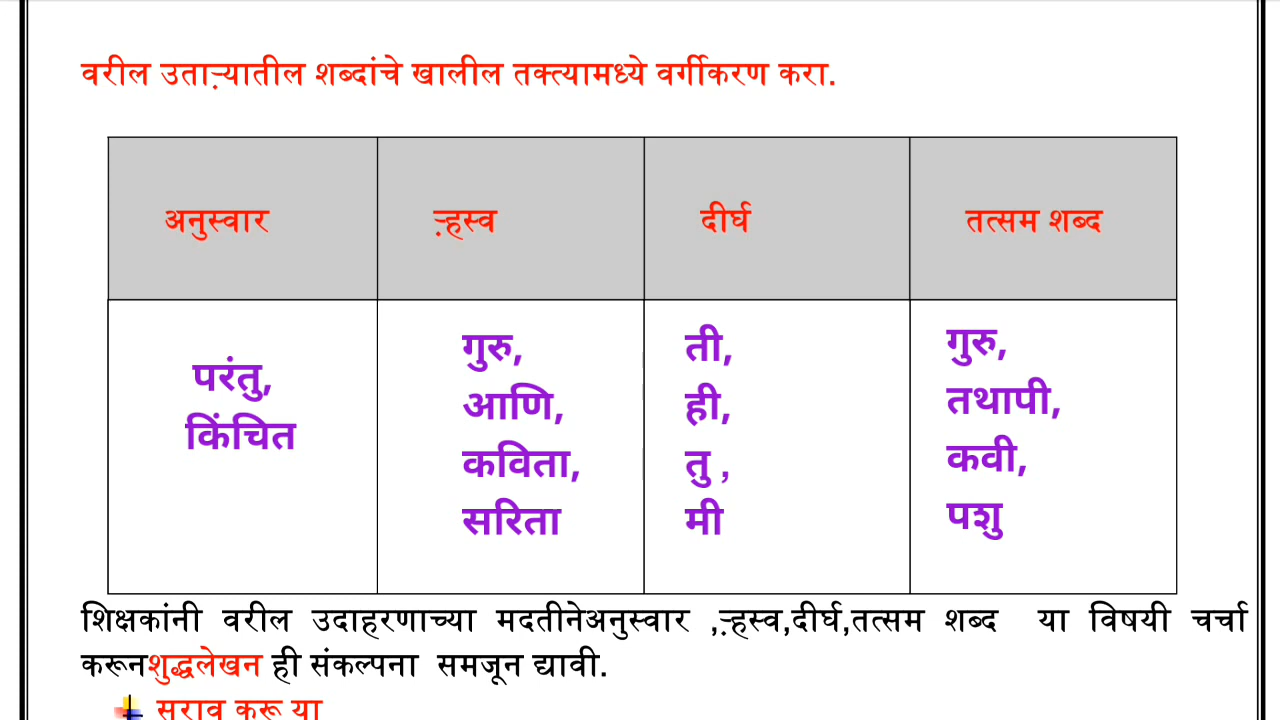 वरील उताऱ्यातील शब्दांचे खालील तक्त्यामध्ये वर्गीकरण करा.
अनुस्वार ऱ्हस्व दीर्घ तत्सम शब्द
परंतु,
किंचित
गुरु,
आणि,
कविता,
सरिता
ती,
ही,
तु ,
मी
गुरु,
तथापी,
कवी,
पशु
शिक्षकांनी वरील उदाहरणाच्या मदतीनेअनुस्वार ,ऱ्हस्व,दीर्घ,तत्सम शब्द या विषयी चर्चा
करूनशुद्धलेखन ही संकल्पना समजून द्यावी.
सराव करू या